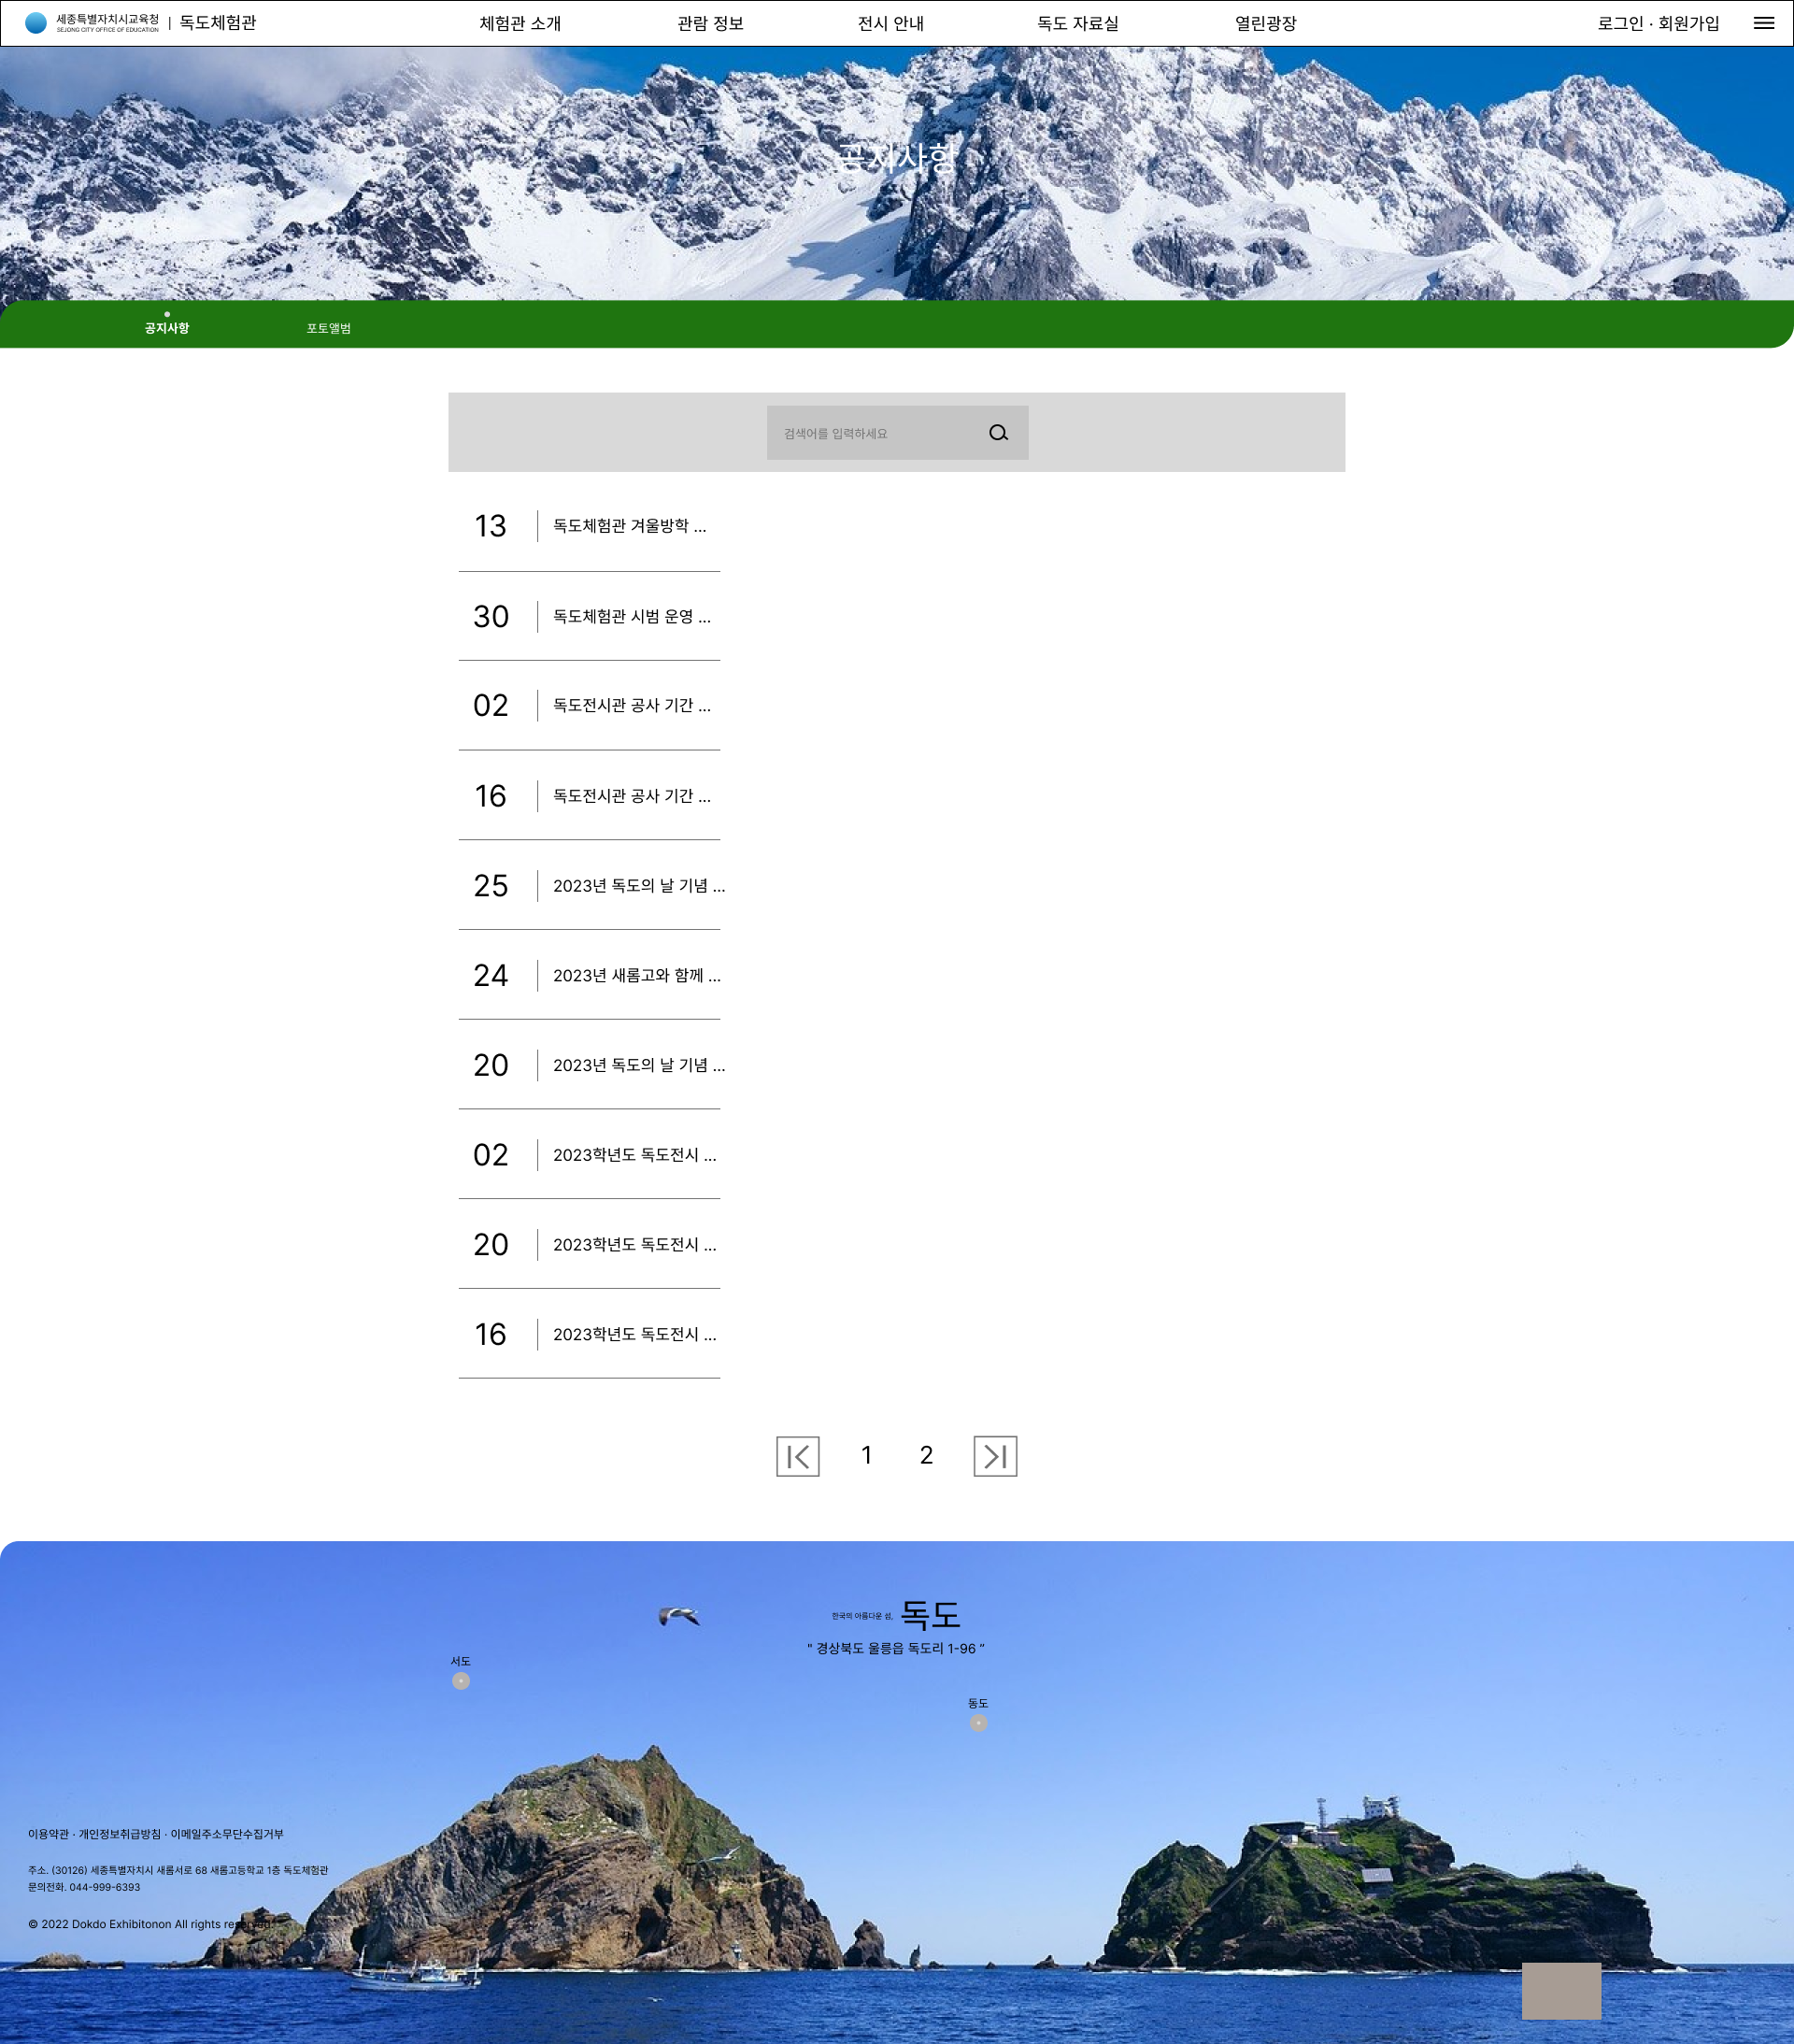 세종특별자치시교육청
SEJONG CITY OFFICE OF EDUCATION
독도체험관
체험관 소개
관람 정보
전시 안내
독도 자료실
열린광장
로그인 · 회원가입
공지사항
공지사항
포토앨범
검색어를 입력하세요
13 독도체험관 겨울방학 ...
30 독도체험관 시범 운영 ...
02 독도전시관 공사 기간 ...
16 독도전시관 공사 기간 ...
25 2023년 독도의 날 기념 ...
24 2023년 새롬고와 함께 ...
20 2023년 독도의 날 기념 ...
02 2023학년도 독도전시 ...
20 2023학년도 독도전시 ...
16 2023학년도 독도전시 ...
1 2
한국의 아름다운 섬, 독도
" 경상북도 울릉읍 독도리 1-96 "
서도
동도
이용약관 · 개인정보취급방침 · 이메일주소무단수집거부
주소. (30126) 세종특별자치시 새롬서로 68 새롬고등학교 1층 독도체험관
문의전화. 044-999-6393
© 2022 Dokdo Exhibitonon All rights reserved.